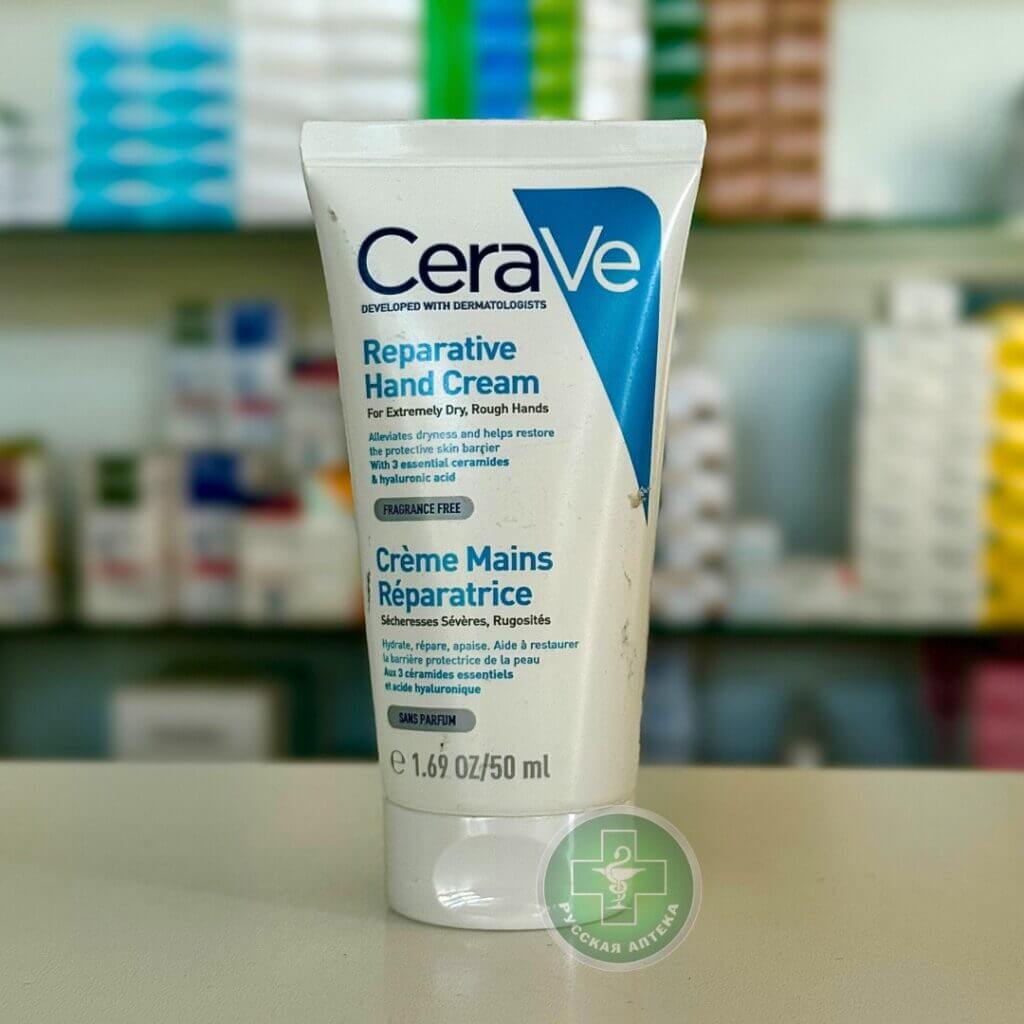 CeraVe
DEVELOPED WITH DERMATOLOGISTS
Reparative
Hand Cream
For Extremely Dry, Rough Hands
Alleviates dryness and helps restore
the protective skin barrier
With 3 essential ceramides
& hyaluronic acid
FRAGRANCE FREE
Crème Mains
Réparatrice
Sécheresses Sévères, Rugosités
Hydrate, répare, apaise. Aide à restaurer
la barrière protectrice de la peau
Aux 3 céramides essentiels
et acide hyaluronique
SANS PARFUM
℮ 1.69 OZ/50 ml
РУССКАЯ АПТЕКА